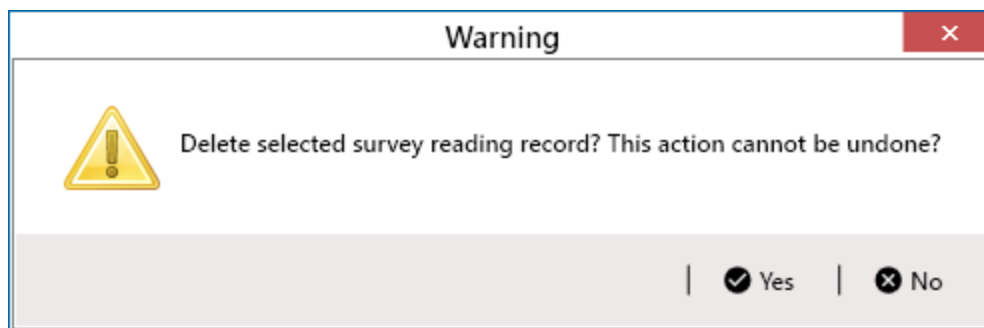 Warning
Delete selected survey reading record? This action cannot be undone?
Yes No